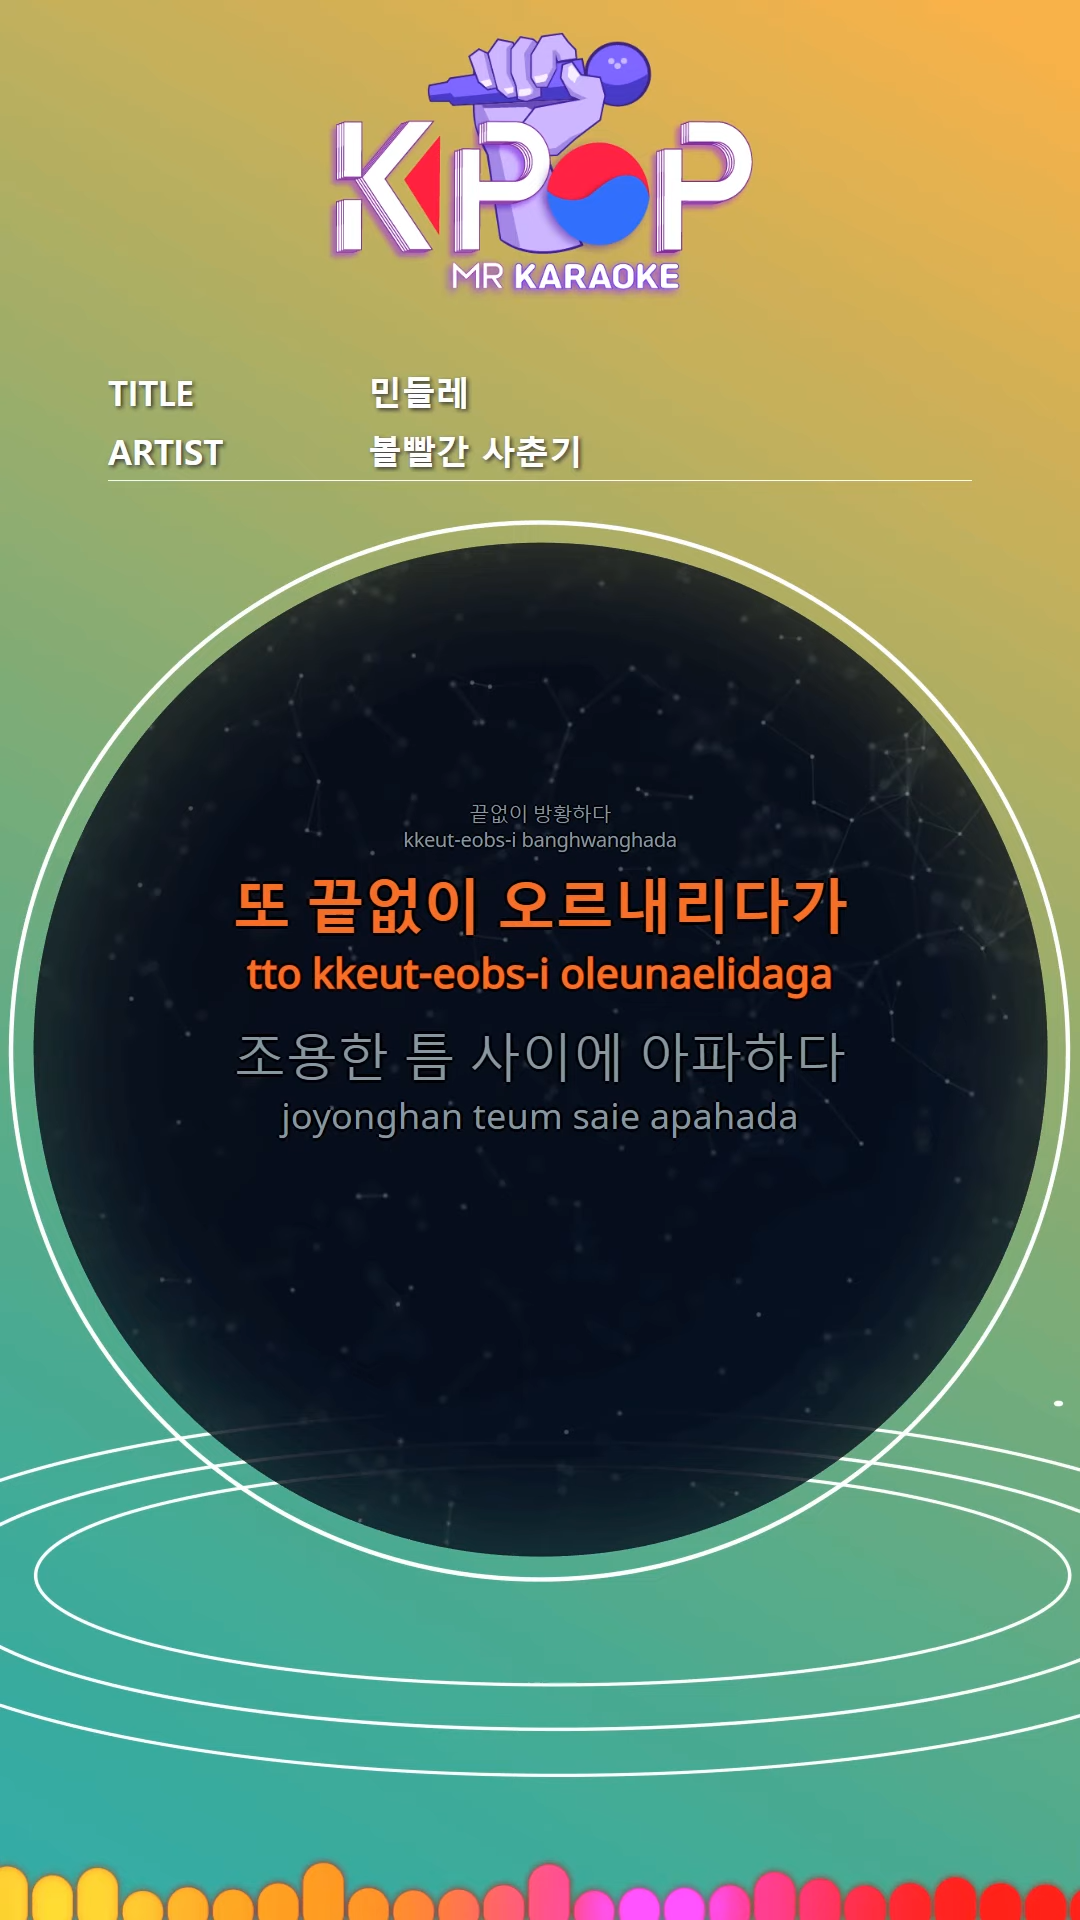 KPOP
MR KARAOKE
TITLE 민들레
ARTIST 볼빨간 사춘기
끝없이 방황하다
kkeut-eobs-i banghwanghada
또 끝없이 오르내리다가
tto kkeut-eobs-i oleunaelidaga
조용한 틈 사이에 아파하다
joyonghan teum saie apahada